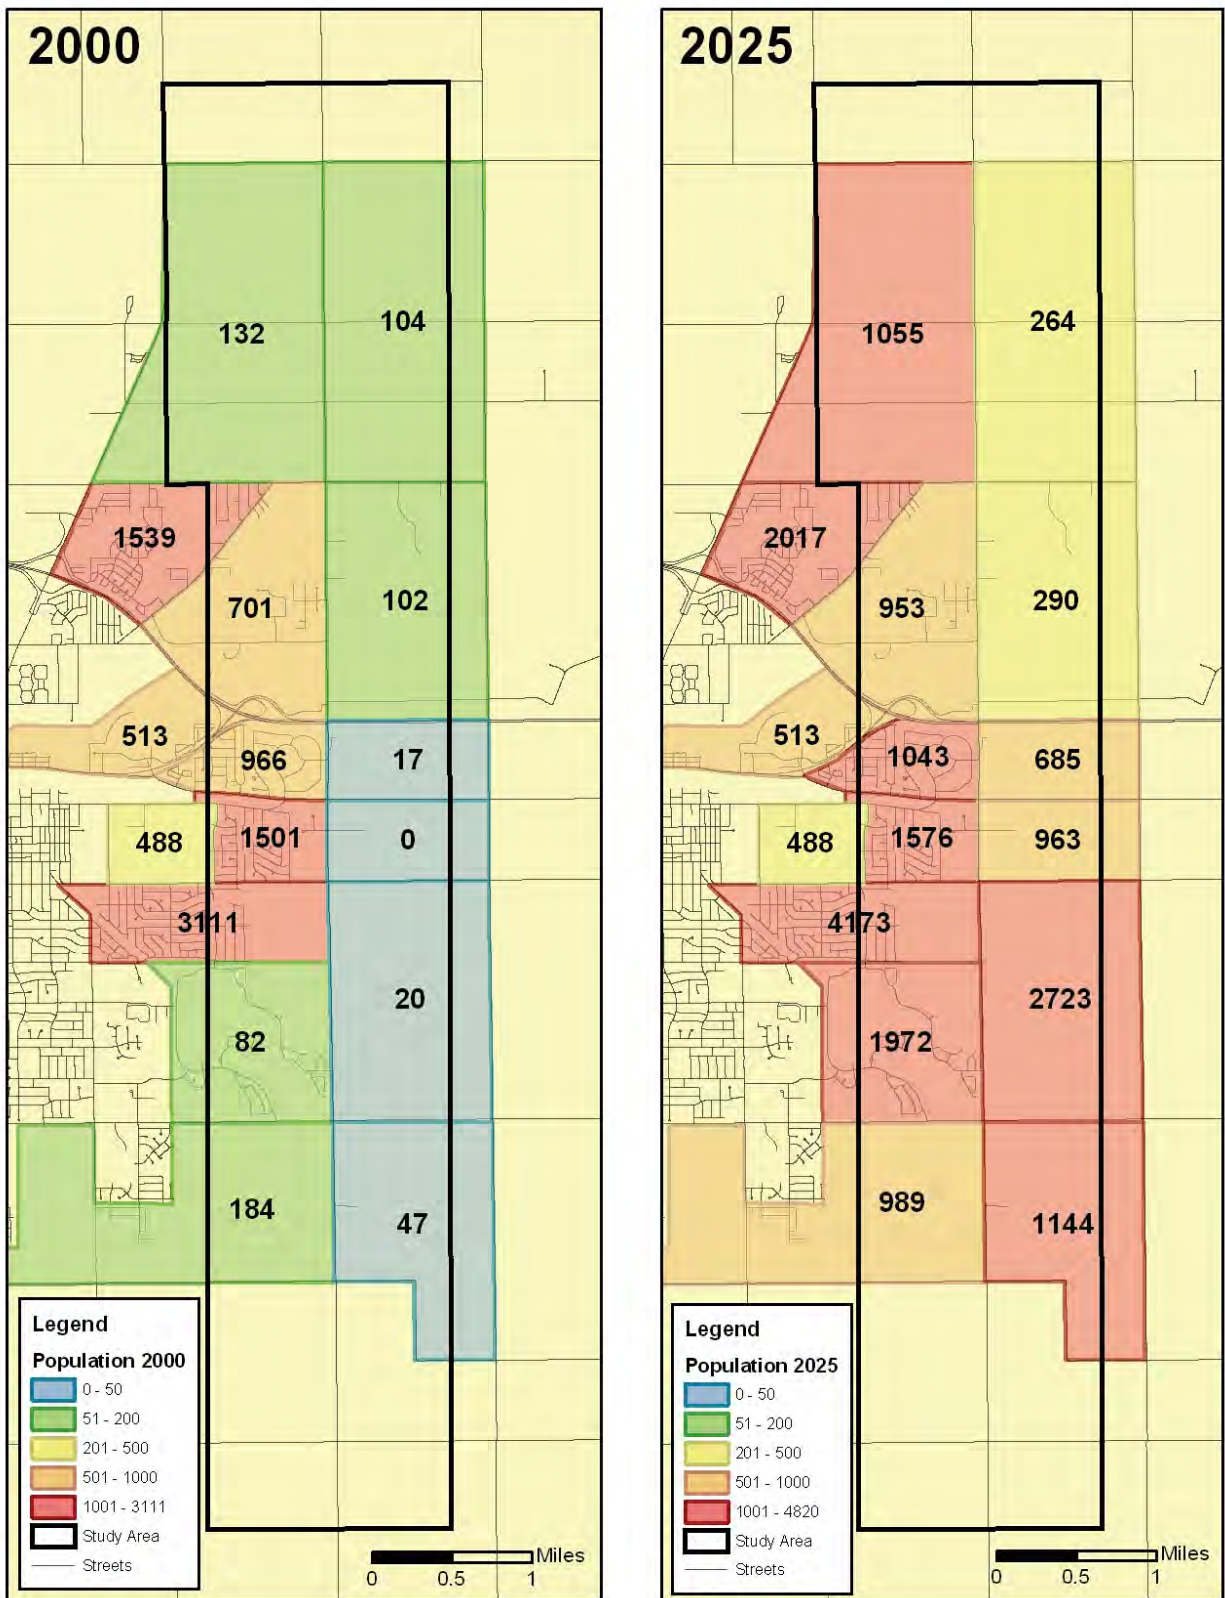 2000
132
104
1539
701
102
513
966
17
488
1501
0
3111
20
82
184
47
Legend
Population 2000
0 - 50
51 - 200
201 - 500
501 - 1000
1001 - 3111
Study Area
Streets
Miles
0 0.5 1
2025
1055
264
2017
953
290
513
1043
685
488
1576
963
4173
2723
1972
989
1144
Legend
Population 2025
0 - 50
51 - 200
201 - 500
501 - 1000
1001 - 4820
Study Area
Streets
Miles
0 0.5 1